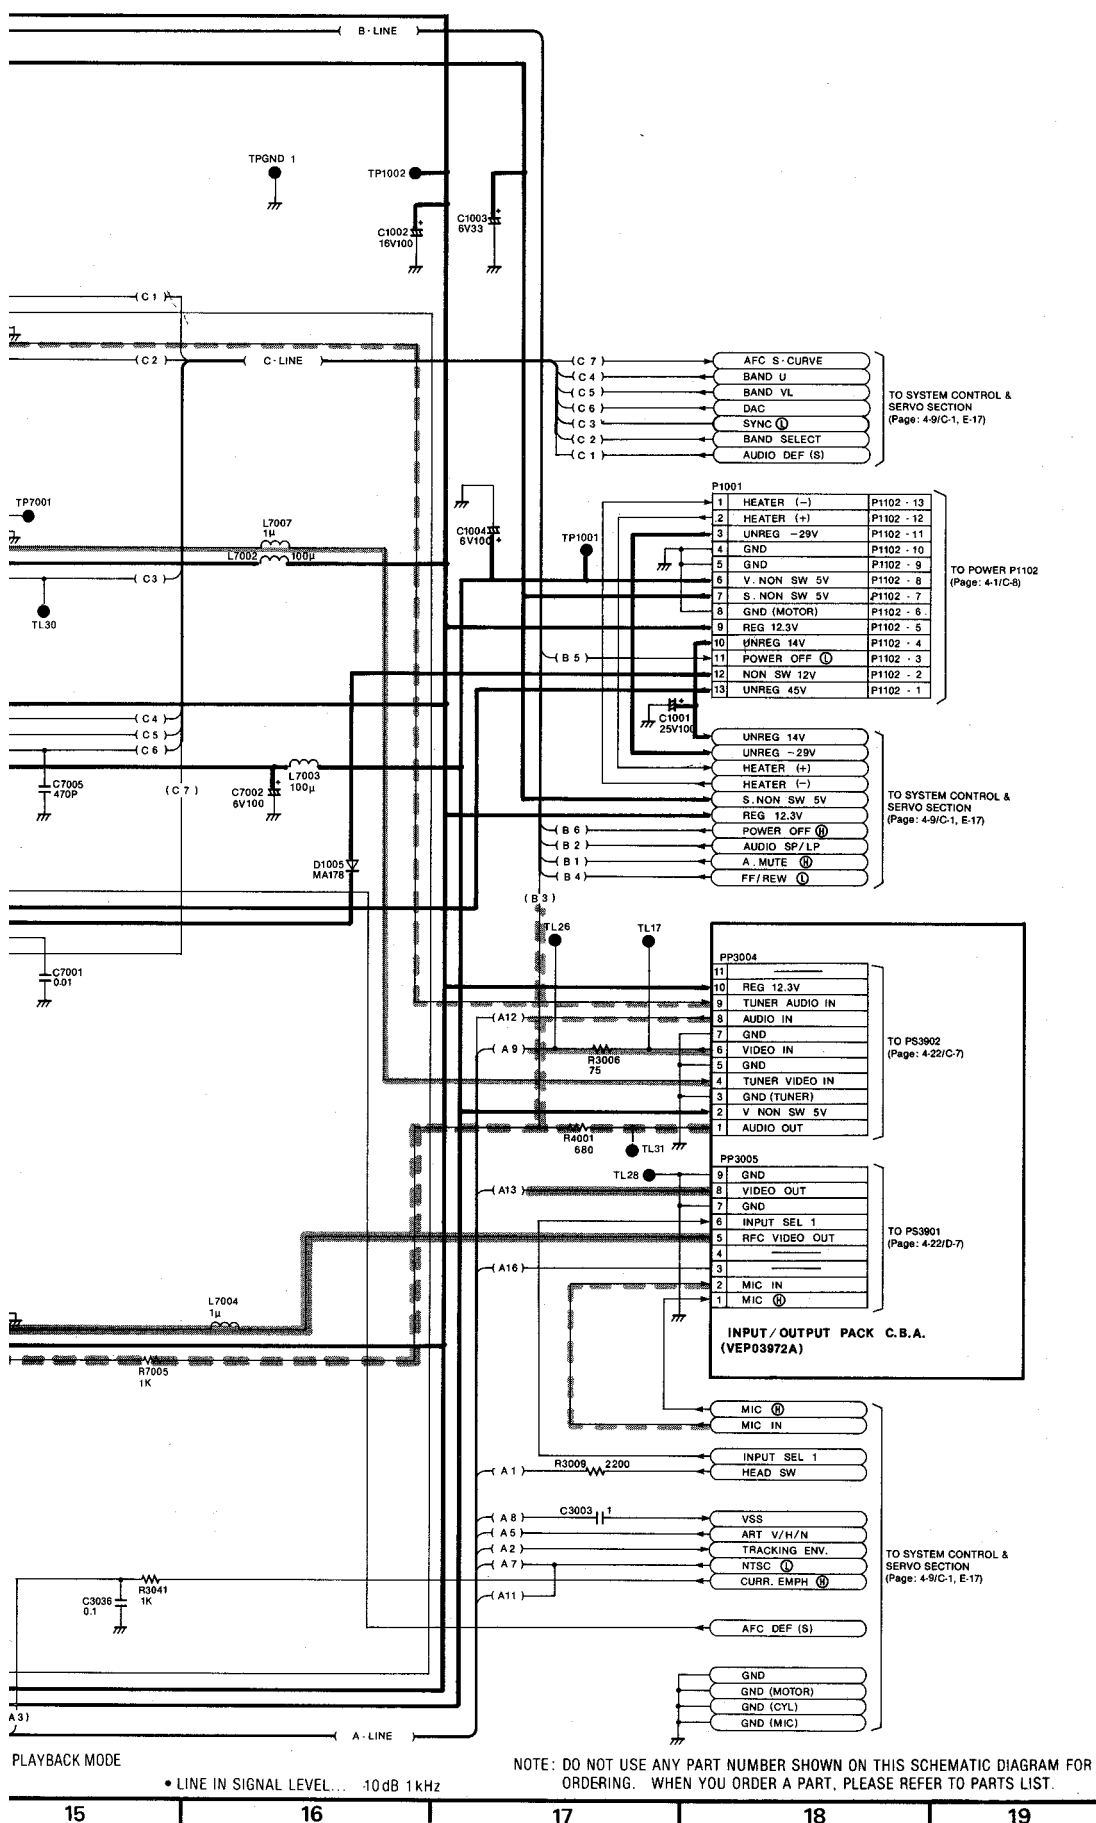 B-LINE
TPGND 1
TP1002
C1002
16V100
C1003
6V33
C 1
C 2
C-LINE
C 7
AFC S-CURVE
C 4
BAND U
C 5
BAND VL
C 6
DAC
C 3
SYNC Ⓛ
C 2
BAND SELECT
C 1
AUDIO DEF (S)
TO SYSTEM CONTROL &
SERVO SECTION
(Page: 4-9/C-1, E-17)
P1001
1 HEATER (-) P1102 - 13
2 HEATER (+) P1102 - 12
3 UNREG -29V P1102 - 11
4 GND P1102 - 10
5 GND P1102 - 9
6 V. NON SW 5V P1102 - 8
7 S. NON SW 5V P1102 - 7
8 GND (MOTOR) P1102 - 6
9 REG 12.3V P1102 - 5
10 UNREG 14V P1102 - 4
11 POWER OFF Ⓛ P1102 - 3
12 NON SW 12V P1102 - 2
13 UNREG 45V P1102 - 1
TO POWER P1102
(Page: 4-1/C-8)
TP7001
L7007
1μ
L7002 100μ
C1004
6V100
TP1001
C3
TL30
B 5
C1001
25V100
C4
C5
C6
C7005
470P
C7002
6V100
L7003
100μ
(C7)
UNREG 14V
UNREG -29V
HEATER (+)
HEATER (-)
S.NON SW 5V
REG 12.3V
B 6
POWER OFF Ⓗ
B 2
AUDIO SP/LP
B 1
A.MUTE Ⓗ
B 4
FF/REW Ⓛ
TO SYSTEM CONTROL &
SERVO SECTION
(Page: 4-9/C-1, E-17)
D1005
MA178
(B3)
C7001
0.01
TL26
TL17
PP3004
11
10 REG 12.3V
9 TUNER AUDIO IN
8 AUDIO IN
7 GND
6 VIDEO IN
5 GND
4 TUNER VIDEO IN
3 GND (TUNER)
2 V NON SW 5V
1 AUDIO OUT
TO PS3902
(Page: 4-22/C-7)
A12
A 9
R3006
75
R4001
680
TL31
TL28
PP3005
9 GND
8 VIDEO OUT
7 GND
6 INPUT SEL 1
5 RFC VIDEO OUT
4
3
2 MIC IN
1 MIC Ⓗ
TO PS3901
(Page: 4-22/D-7)
A13
A16
INPUT/OUTPUT PACK C.B.A.
(VEP03972A)
L7004
1μ
R7005
1K
MIC Ⓗ
MIC IN
INPUT SEL 1
A 1
R3009 2200
HEAD SW
A 8
C3003 1
VSS
A 5
ART V/H/N
A 2
TRACKING ENV.
A 7
NTSC Ⓛ
CURR. EMPH Ⓗ
A11
TO SYSTEM CONTROL &
SERVO SECTION
(Page: 4-9/C-1, E-17)
R3041
1K
C3036
0.1
AFC DEF (S)
GND
GND (MOTOR)
GND (CYL)
GND (MIC)
A3)
A-LINE
PLAYBACK MODE
• LINE IN SIGNAL LEVEL... -10dB 1kHz
NOTE: DO NOT USE ANY PART NUMBER SHOWN ON THIS SCHEMATIC DIAGRAM FOR
ORDERING. WHEN YOU ORDER A PART, PLEASE REFER TO PARTS LIST.
15 16 17 18 19